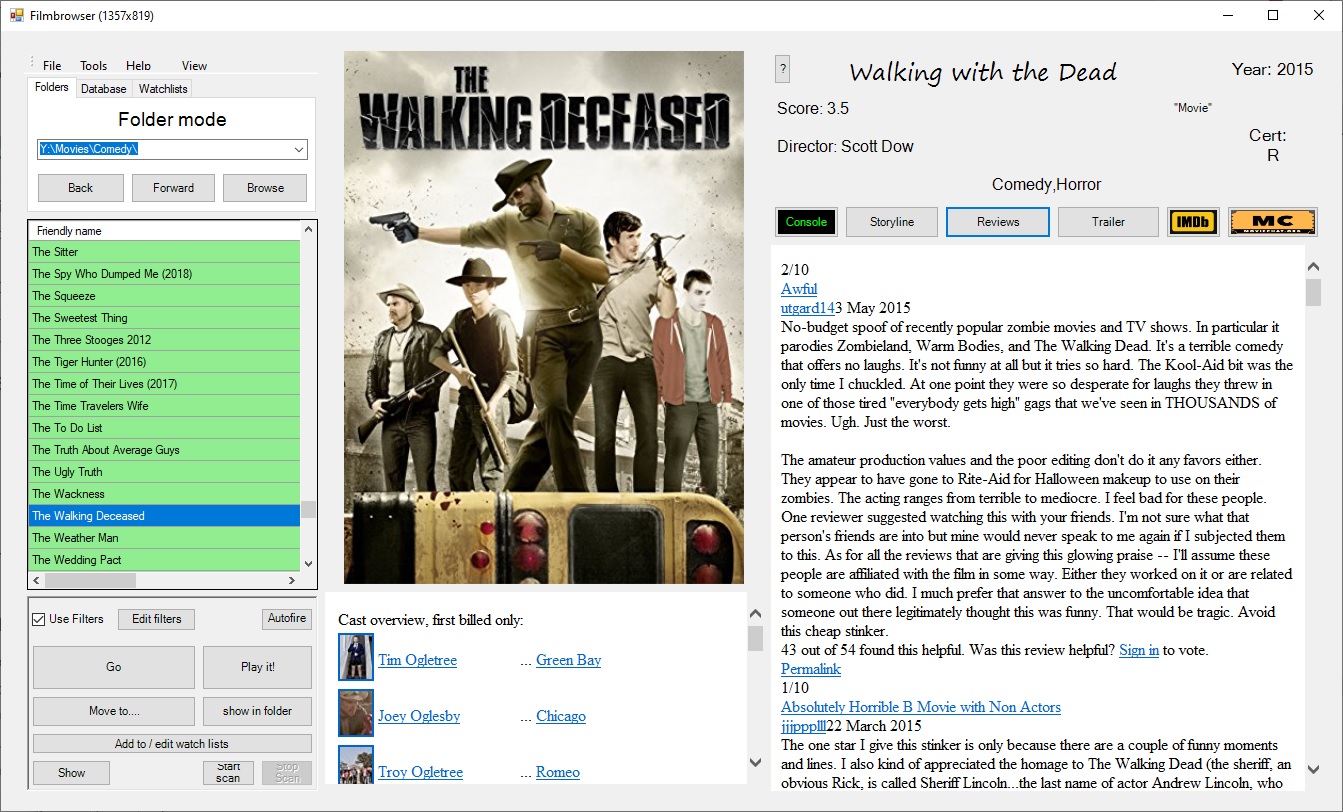 Filmbrowser (1357x819)
File Tools Help View
Folders Database Watchlists
Folder mode
Y:\Movies\Comedy\
Back Forward Browse
Friendly name
The Sitter
The Spy Who Dumped Me (2018)
The Squeeze
The Sweetest Thing
The Three Stooges 2012
The Tiger Hunter (2016)
The Time of Their Lives (2017)
The Time Travelers Wife
The To Do List
The Truth About Average Guys
The Ugly Truth
The Wackness
The Walking Deceased
The Weather Man
The Wedding Pact
Use Filters Edit filters Autofire
Go Play it!
Move to.... show in folder
Add to / edit watch lists
Show Start scan Stop Scan
THE
WALKING DECEASED
Cast overview, first billed only:
Tim Ogletree ... Green Bay
Joey Oglesby ... Chicago
Troy Ogletree ... Romeo
? Walking with the Dead Year: 2015
Score: 3.5 "Movie"
Director: Scott Dow Cert:
R
Comedy,Horror
Console Storyline Reviews Trailer IMDb MC
MOVIECHAT.ORG
2/10
Awful
utgard143 May 2015
No-budget spoof of recently popular zombie movies and TV shows. In particular it
parodies Zombieland, Warm Bodies, and The Walking Dead. It's a terrible comedy
that offers no laughs. It's not funny at all but it tries so hard. The Kool-Aid bit was the
only time I chuckled. At one point they were so desperate for laughs they threw in
one of those tired "everybody gets high" gags that we've seen in THOUSANDS of
movies. Ugh. Just the worst.
The amateur production values and the poor editing don't do it any favors either.
They appear to have gone to Rite-Aid for Halloween makeup to use on their
zombies. The acting ranges from terrible to mediocre. I feel bad for these people.
One reviewer suggested watching this with your friends. I'm not sure what that
person's friends are into but mine would never speak to me again if I subjected them
to this. As for all the reviews that are giving this glowing praise -- I'll assume these
people are affiliated with the film in some way. Either they worked on it or are related
to someone who did. I much prefer that answer to the uncomfortable idea that
someone out there legitimately thought this was funny. That would be tragic. Avoid
this cheap stinker.
43 out of 54 found this helpful. Was this review helpful? Sign in to vote.
Permalink
1/10
Absolutely Horrible B Movie with Non Actors
jjjppplll22 March 2015
The one star I give this stinker is only because there are a couple of funny moments
and lines. I also kind of appreciated the homage to The Walking Dead (the sheriff, an
obvious Rick, is called Sheriff Lincoln...the last name of actor Andrew Lincoln, who